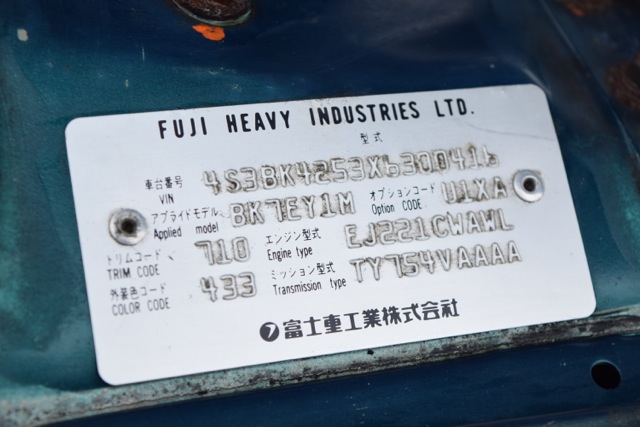 FUJI HEAVY INDUSTRIES LTD.
型式
車台番号 VIN 4S3BK4253X6300416
アプライドモデル Applied model BK7EY1M オプションコード Option CODE U1XA
トリムコード TRIM CODE 710 エンジン型式 Engine type EJ221CWAWL
外装色コード COLOR CODE 433 ミッション型式 Transmission type TY754VAAAA
富士重工業株式会社